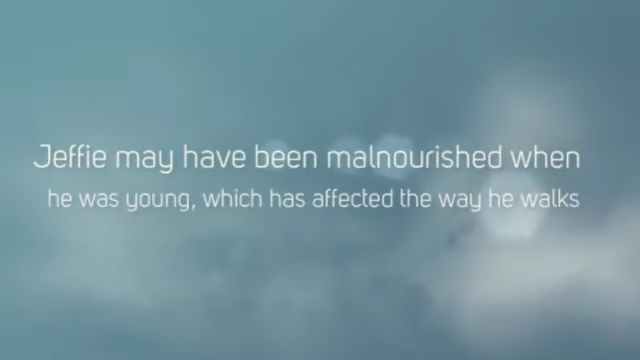 Jeffie may have been malnourished when
he was young, which has affected the way he walks